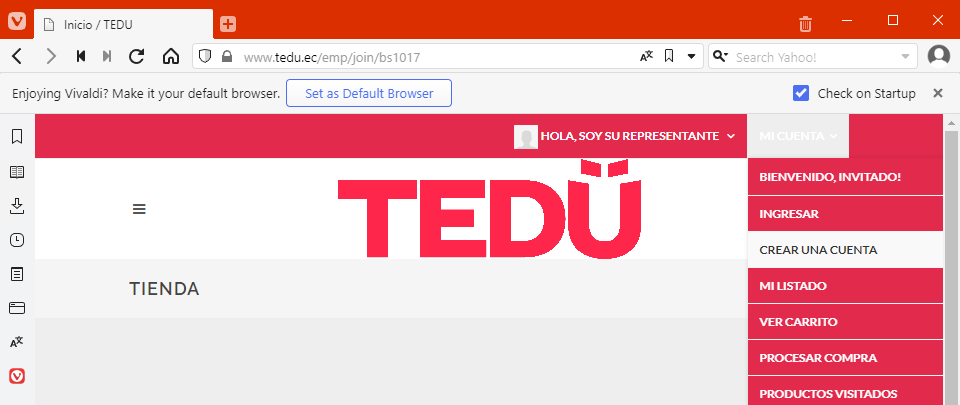 Inicio / TEDU
www.tedu.ec/emp/join/bs1017
Search Yahoo!
Enjoying Vivaldi? Make it your default browser.
Set as Default Browser
Check on Startup
HOLA, SOY SU REPRESENTANTE
MI CUENTA
TEDÜ
BIENVENIDO, INVITADO!
INGRESAR
CREAR UNA CUENTA
MI LISTADO
VER CARRITO
PROCESAR COMPRA
PRODUCTOS VISITADOS
TIENDA